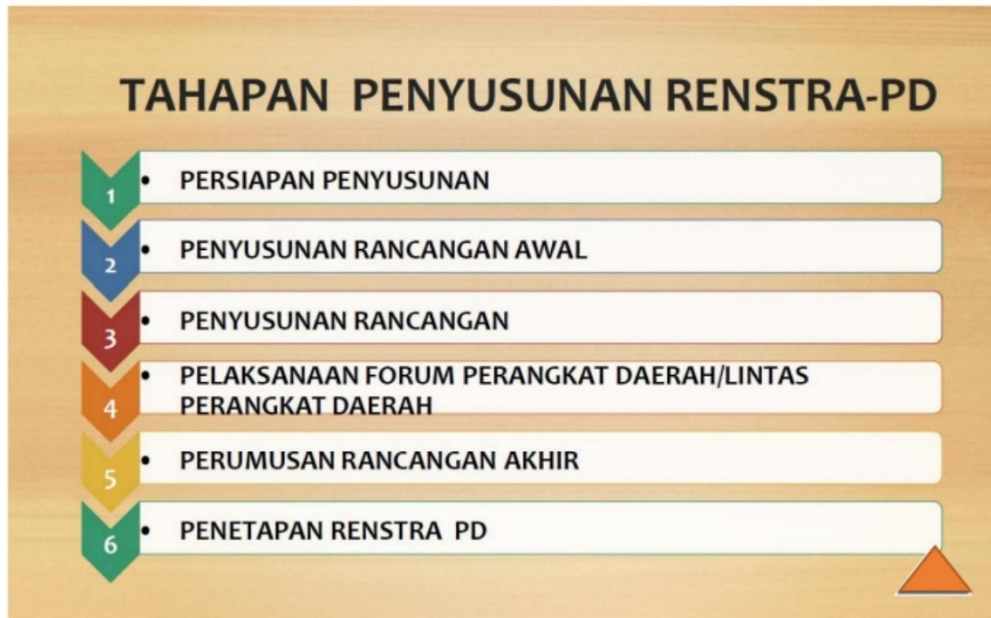 TAHAPAN PENYUSUNAN RENSTRA-PD
1 • PERSIAPAN PENYUSUNAN
2 • PENYUSUNAN RANCANGAN AWAL
3 • PENYUSUNAN RANCANGAN
4 • PELAKSANAAN FORUM PERANGKAT DAERAH/LINTAS
PERANGKAT DAERAH
5 • PERUMUSAN RANCANGAN AKHIR
6 • PENETAPAN RENSTRA PD